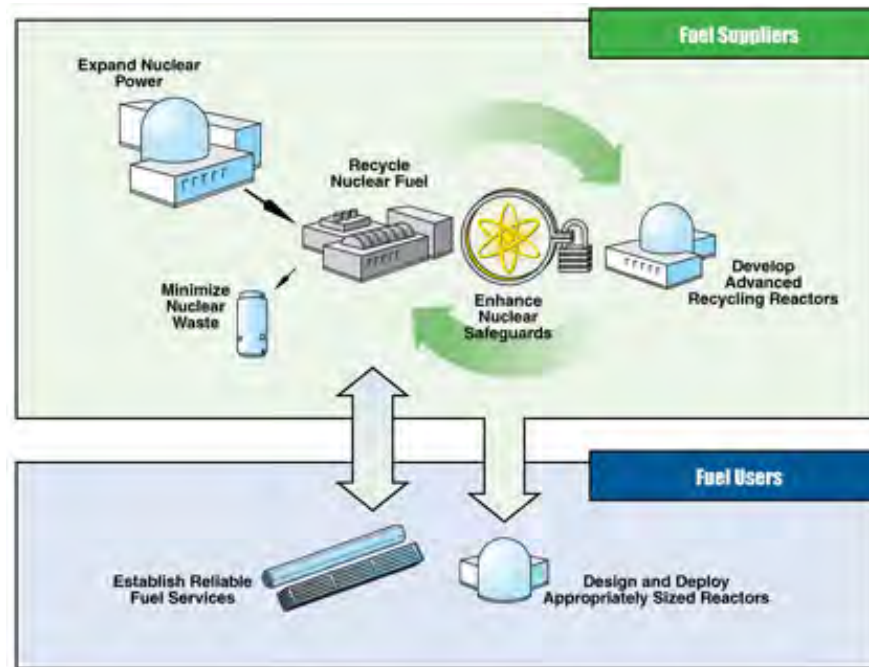 Fuel Suppliers
Expand Nuclear
Power
Recycle
Nuclear Fuel
Minimize
Nuclear
Waste
Enhance
Nuclear
Safeguards
Develop
Advanced
Recycling Reactors
Fuel Users
Establish Reliable
Fuel Services
Design and Deploy
Appropriately Sized Reactors